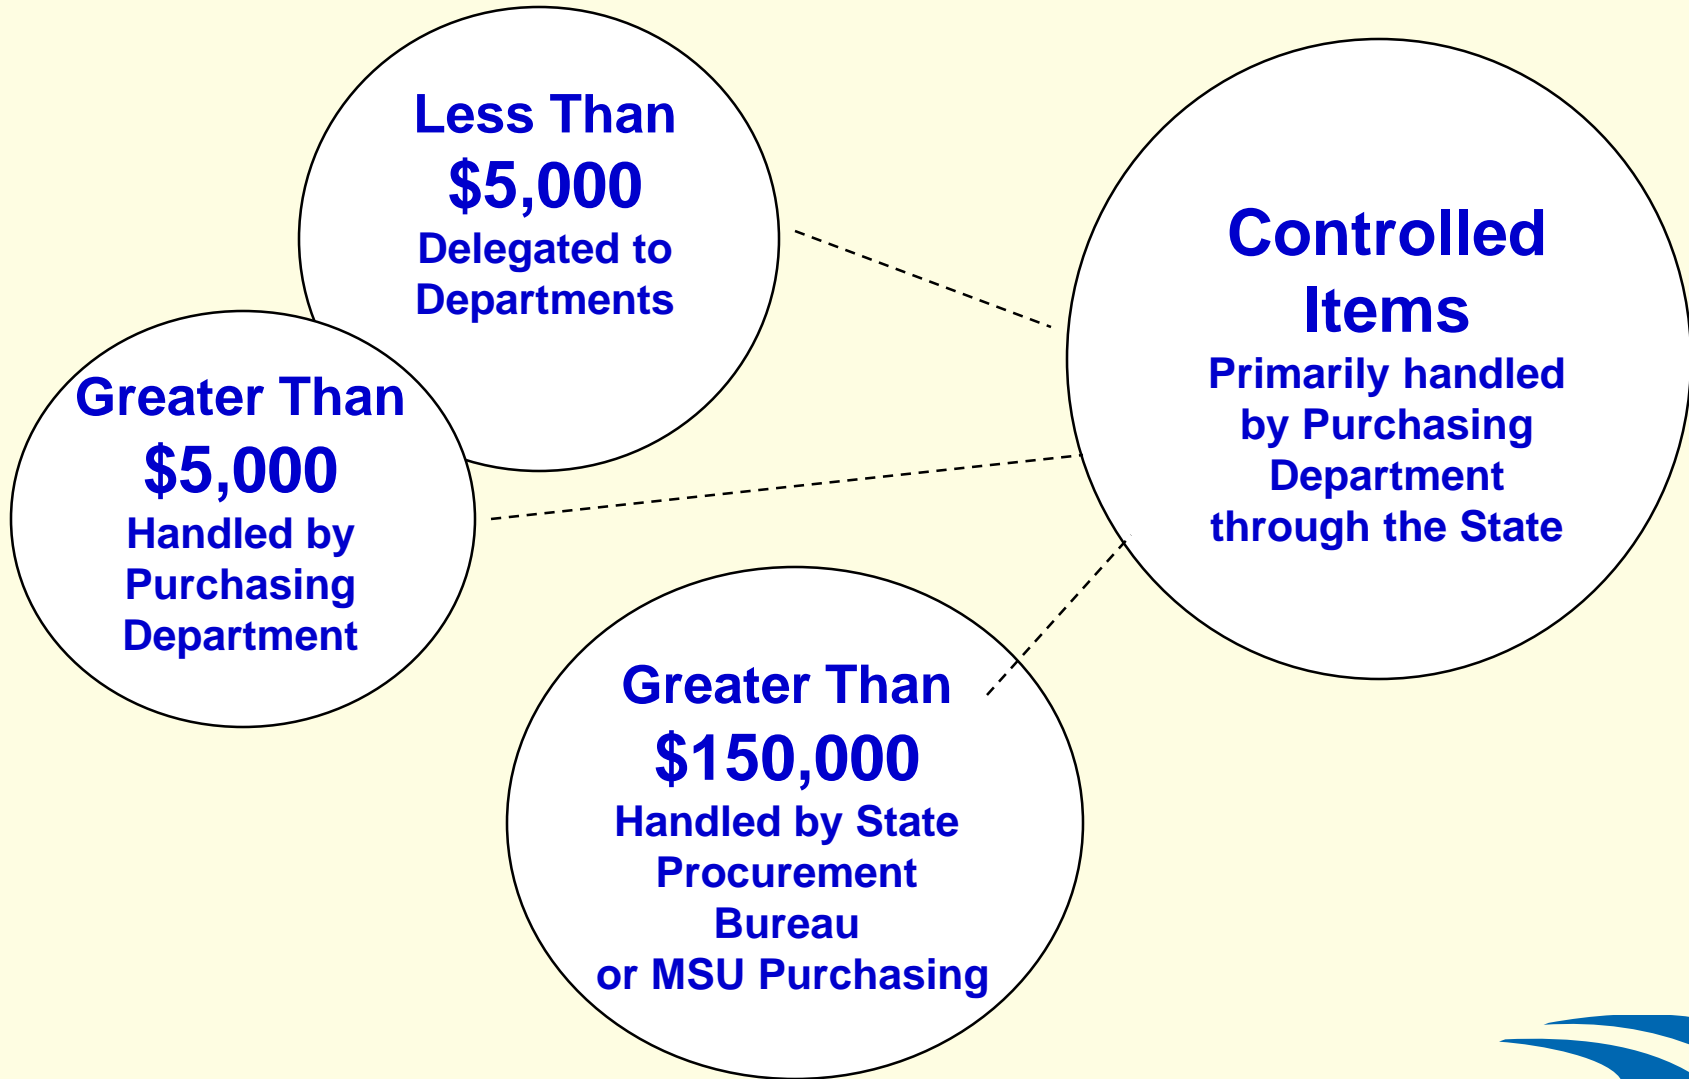 Less Than
$5,000
Delegated to
Departments
Greater Than
$5,000
Handled by
Purchasing
Department
Greater Than
$150,000
Handled by State
Procurement
Bureau
or MSU Purchasing
Controlled
Items
Primarily handled
by Purchasing
Department
through the State